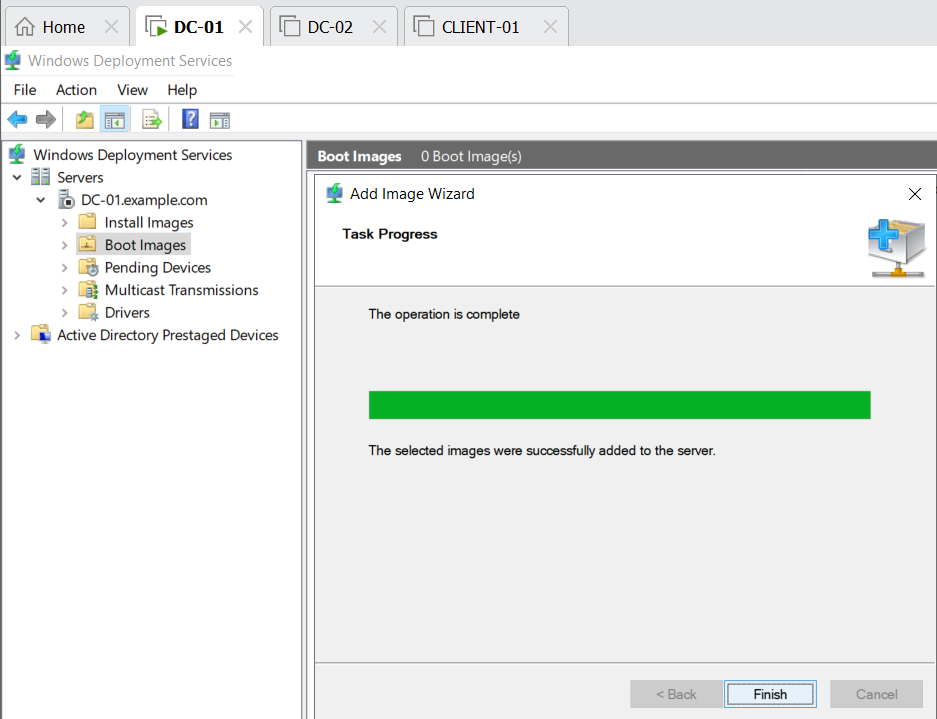 Home
DC-01
DC-02
CLIENT-01
Windows Deployment Services
File Action View Help
Windows Deployment Services
Servers
DC-01.example.com
Install Images
Boot Images
Pending Devices
Multicast Transmissions
Drivers
Active Directory Prestaged Devices
Boot Images 0 Boot Image(s)
Add Image Wizard
Task Progress
The operation is complete
The selected images were successfully added to the server.
< Back Finish Cancel